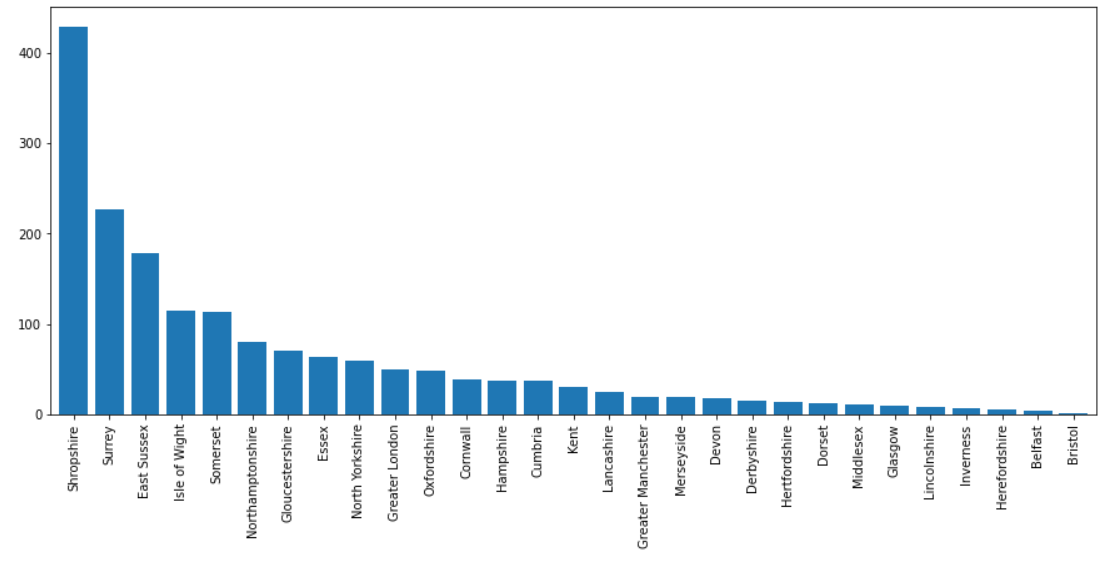 400
300
200
100
0
Shropshire
Surrey
East Sussex
Isle of Wight
Somerset
Northamptonshire
Gloucestershire
Essex
North Yorkshire
Greater London
Oxfordshire
Cornwall
Hampshire
Cumbria
Kent
Lancashire
Greater Manchester
Merseyside
Devon
Derbyshire
Hertfordshire
Dorset
Middlesex
Glasgow
Lincolnshire
Inverness
Herefordshire
Belfast
Bristol